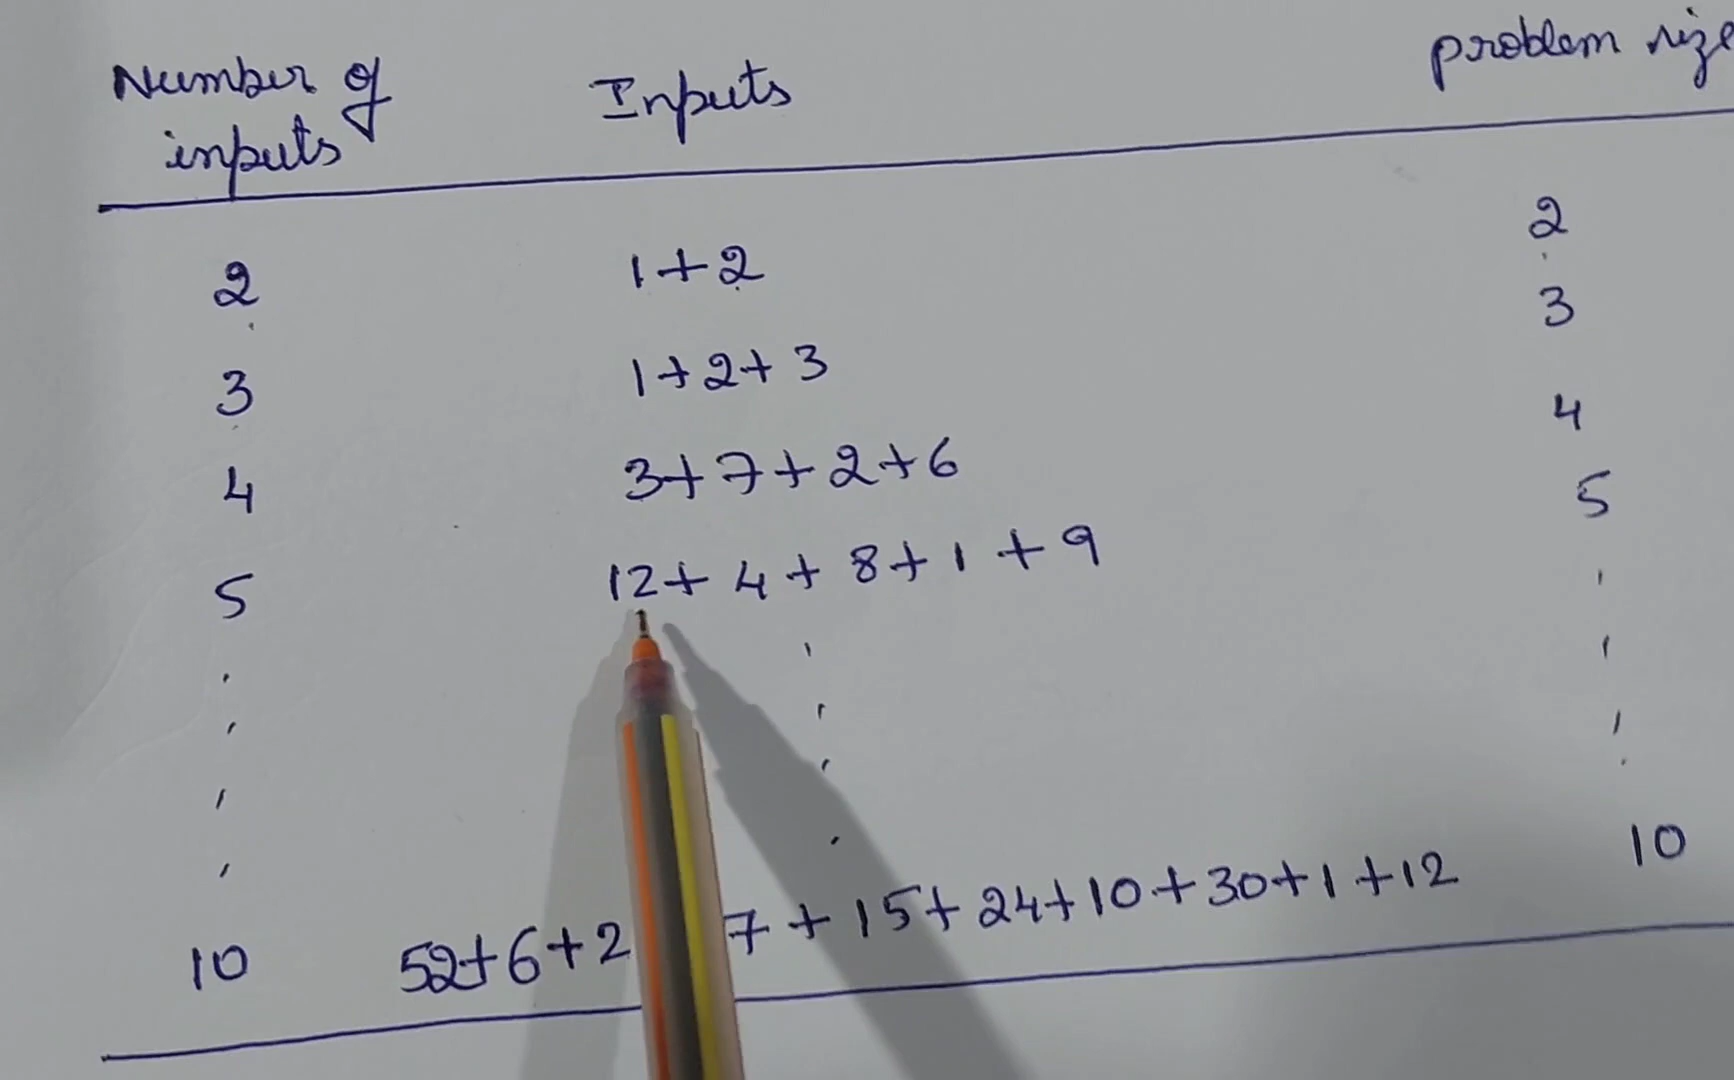 Number of inputs Inputs problem size
2 1+2 2
3 1+2+3 3
4 3+7+2+6 4
5 12+4+8+1+9 5
10 52+6+2 7+15+24+10+30+1+12 10